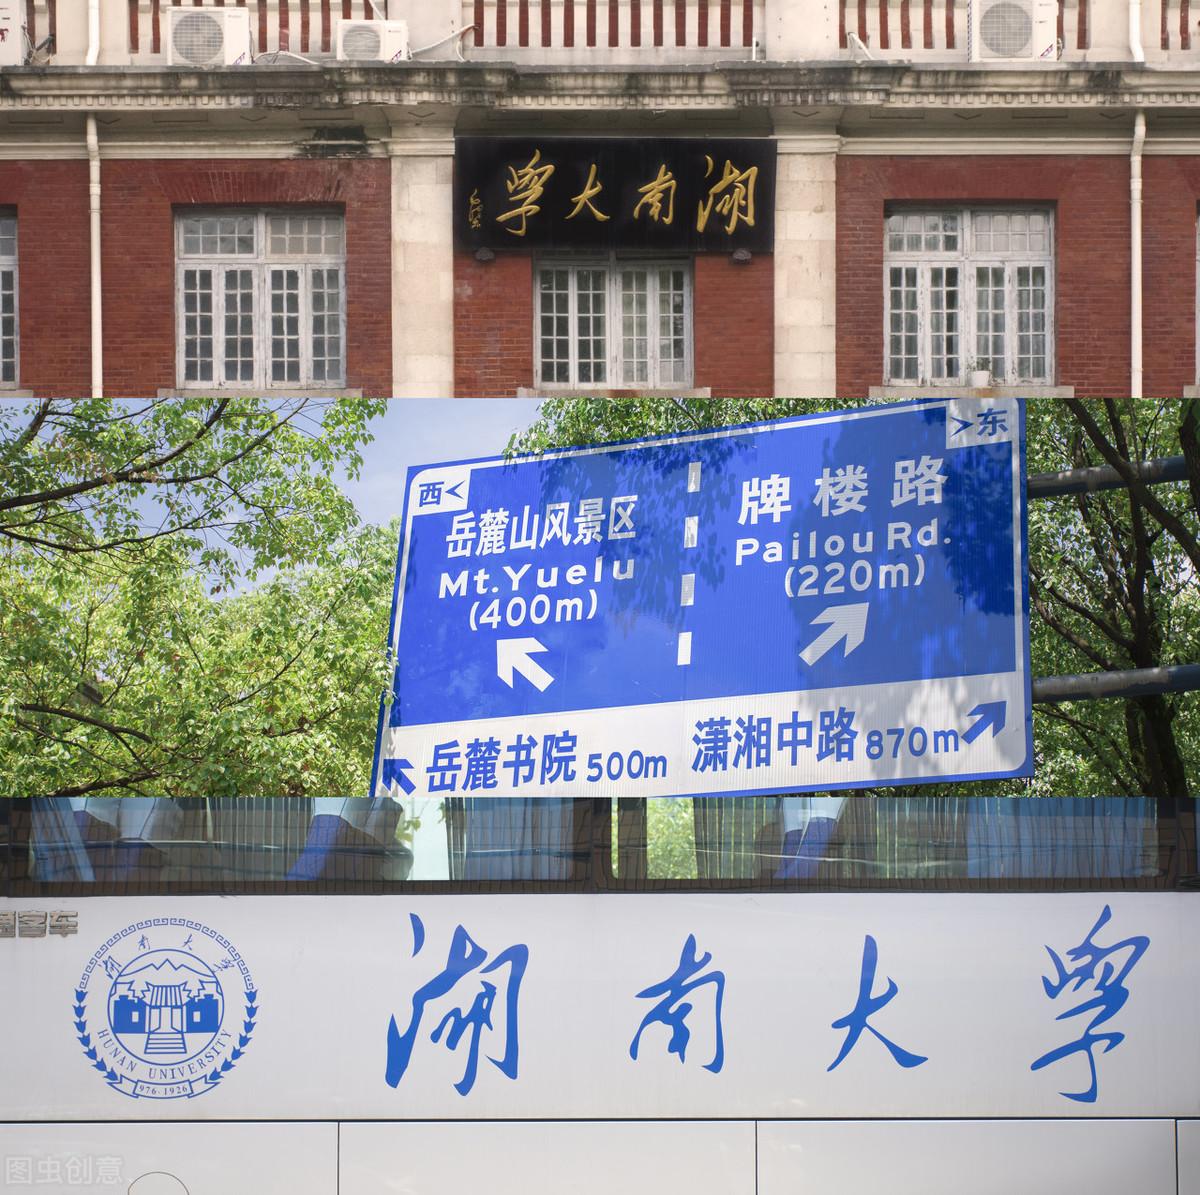 湖南大學
西
东
岳麓山风景区
Mt.Yuelu
(400m)
牌楼路
Pailou Rd.
(220m)
岳麓书院 500m
潇湘中路 870m
客车
湖南大學
HUNAN UNIVERSITY
976·1926
湖南大學
图虫创意